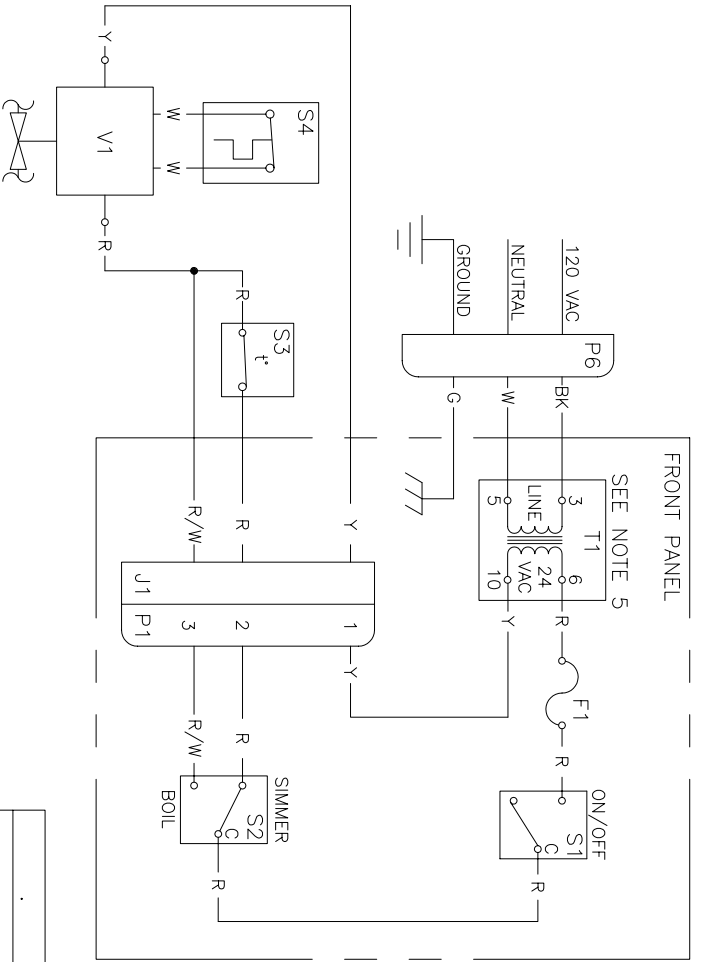 FRONT PANEL
SEE NOTE 5
120 VAC
NEUTRAL
GROUND
P6
BK
W
G
3
5
LINE
T1
24
VAC
6
10
R
Y
F1
R
ON/OFF
S1
C
R
S4
W
W
V1
Y
R
R
S3
t°
Y
R
R/W
J1
P1
1
2
3
Y
R
R/W
SIMMER
S2
C
BOIL
R